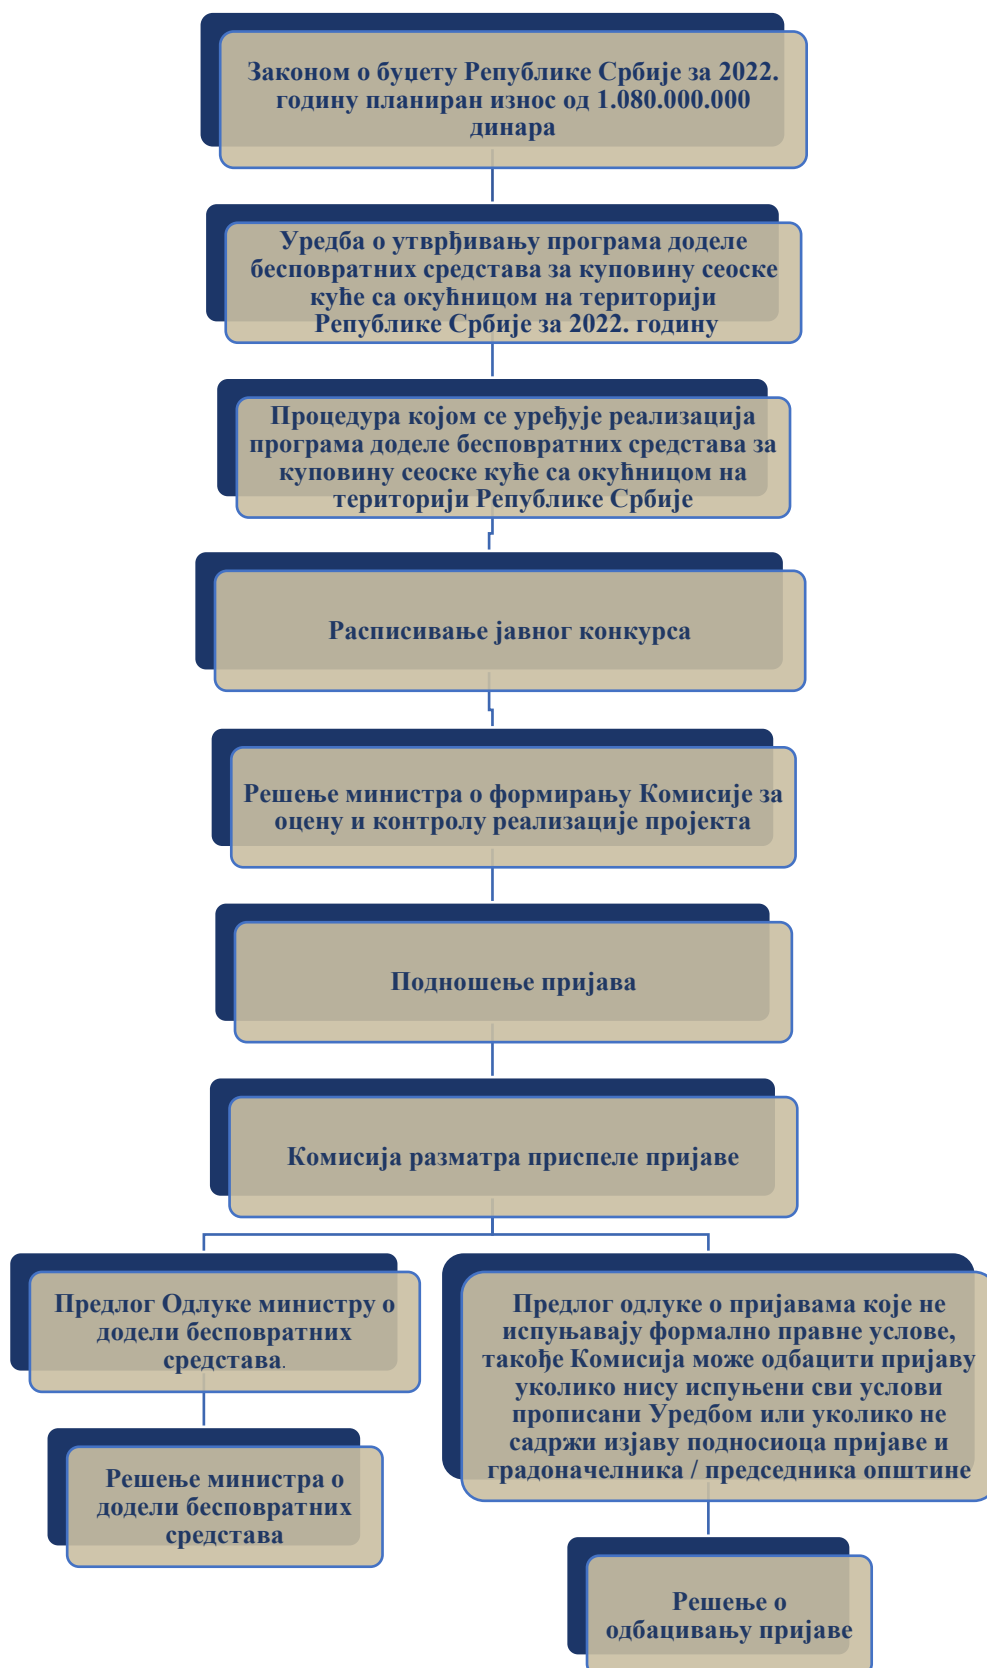 Законом о буџету Републике Србије за 2022.
годину планиран износ од 1.080.000.000
динара
Уредба о утврђивању програма доделе
бесповратних средстава за куповину сеоске
куће са окућницом на територији
Републике Србије за 2022. годину
Процедура којом се уређује реализација
програма доделе бесповратних средстава за
куповину сеоске куће са окућницом на
територији Републике Србије
Расписивање јавног конкурса
Решење министра о формирању Комисије за
оцену и контролу реализације пројекта
Подношење пријава
Комисија разматра приспеле пријаве
Предлог Одлуке министру о
додели бесповратних
средстава.
Решење министра о
додели бесповратних
средстава
Предлог одлуке о пријавама које не
испуњавају формално правне услове,
такође Комисија може одбацити пријаву
уколико нису испуњени сви услови
прописани Уредбом или уколико не
садржи изјаву подносиоца пријаве и
градоначелника / председника општине
Решење о
одбацивању пријаве